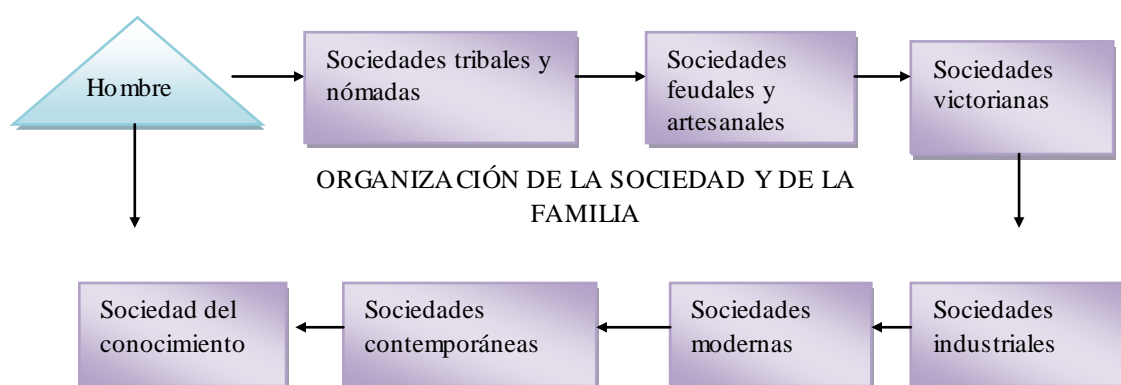 Hombre
Sociedades tribales y
nómadas
Sociedades
feudales y
artesanales
Sociedades
victorianas
ORGANIZACIÓN DE LA SOCIEDAD Y DE LA
FAMILIA
Sociedad del
conocimiento
Sociedades
contemporáneas
Sociedades
modernas
Sociedades
industriales